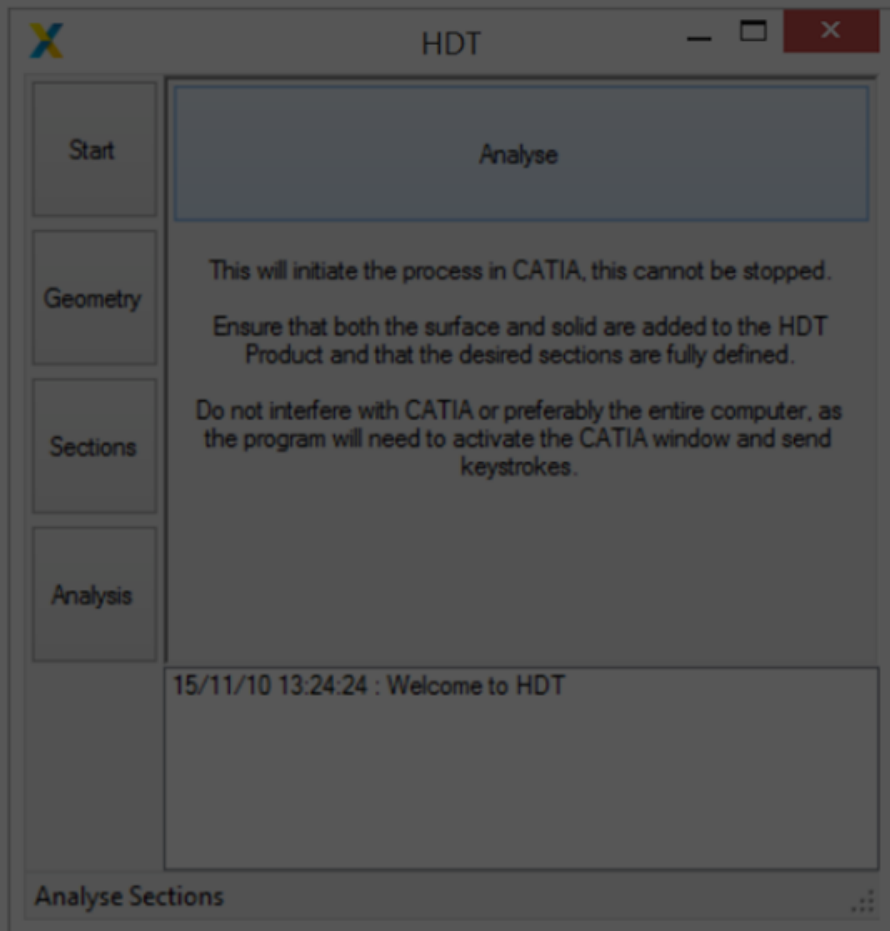 HDT
Start
Analyse
Geometry
This will initiate the process in CATIA, this cannot be stopped.
Ensure that both the surface and solid are added to the HDT
Product and that the desired sections are fully defined.
Do not interfere with CATIA or preferably the entire computer, as
the program will need to activate the CATIA window and send
keystrokes.
Sections
Analysis
15/11/10 13:24:24 : Welcome to HDT
Analyse Sections